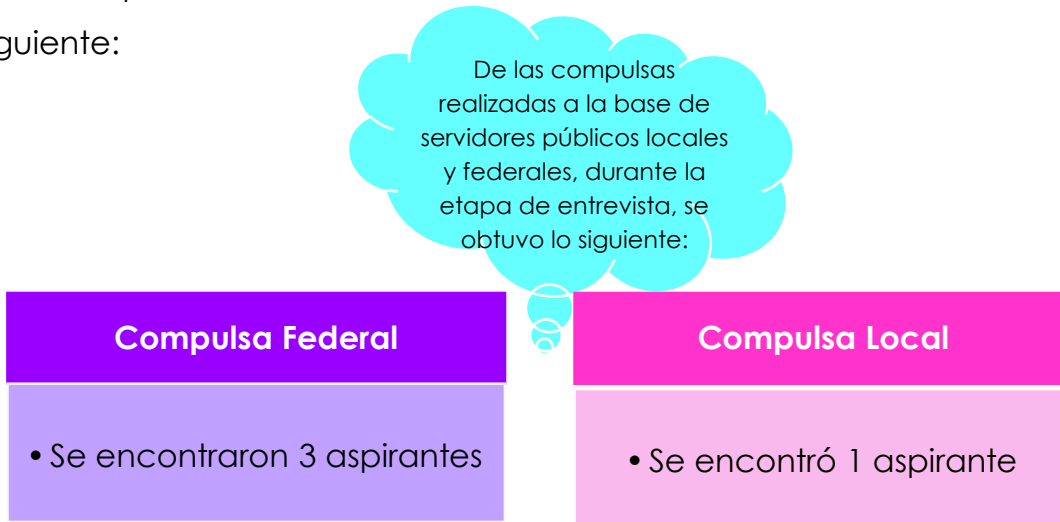 guiente:
De las compulsas
realizadas a la base de
servidores públicos locales
y federales, durante la
etapa de entrevista, se
obtuvo lo siguiente:
Compulsa Federal
• Se encontraron 3 aspirantes
Compulsa Local
• Se encontró 1 aspirante